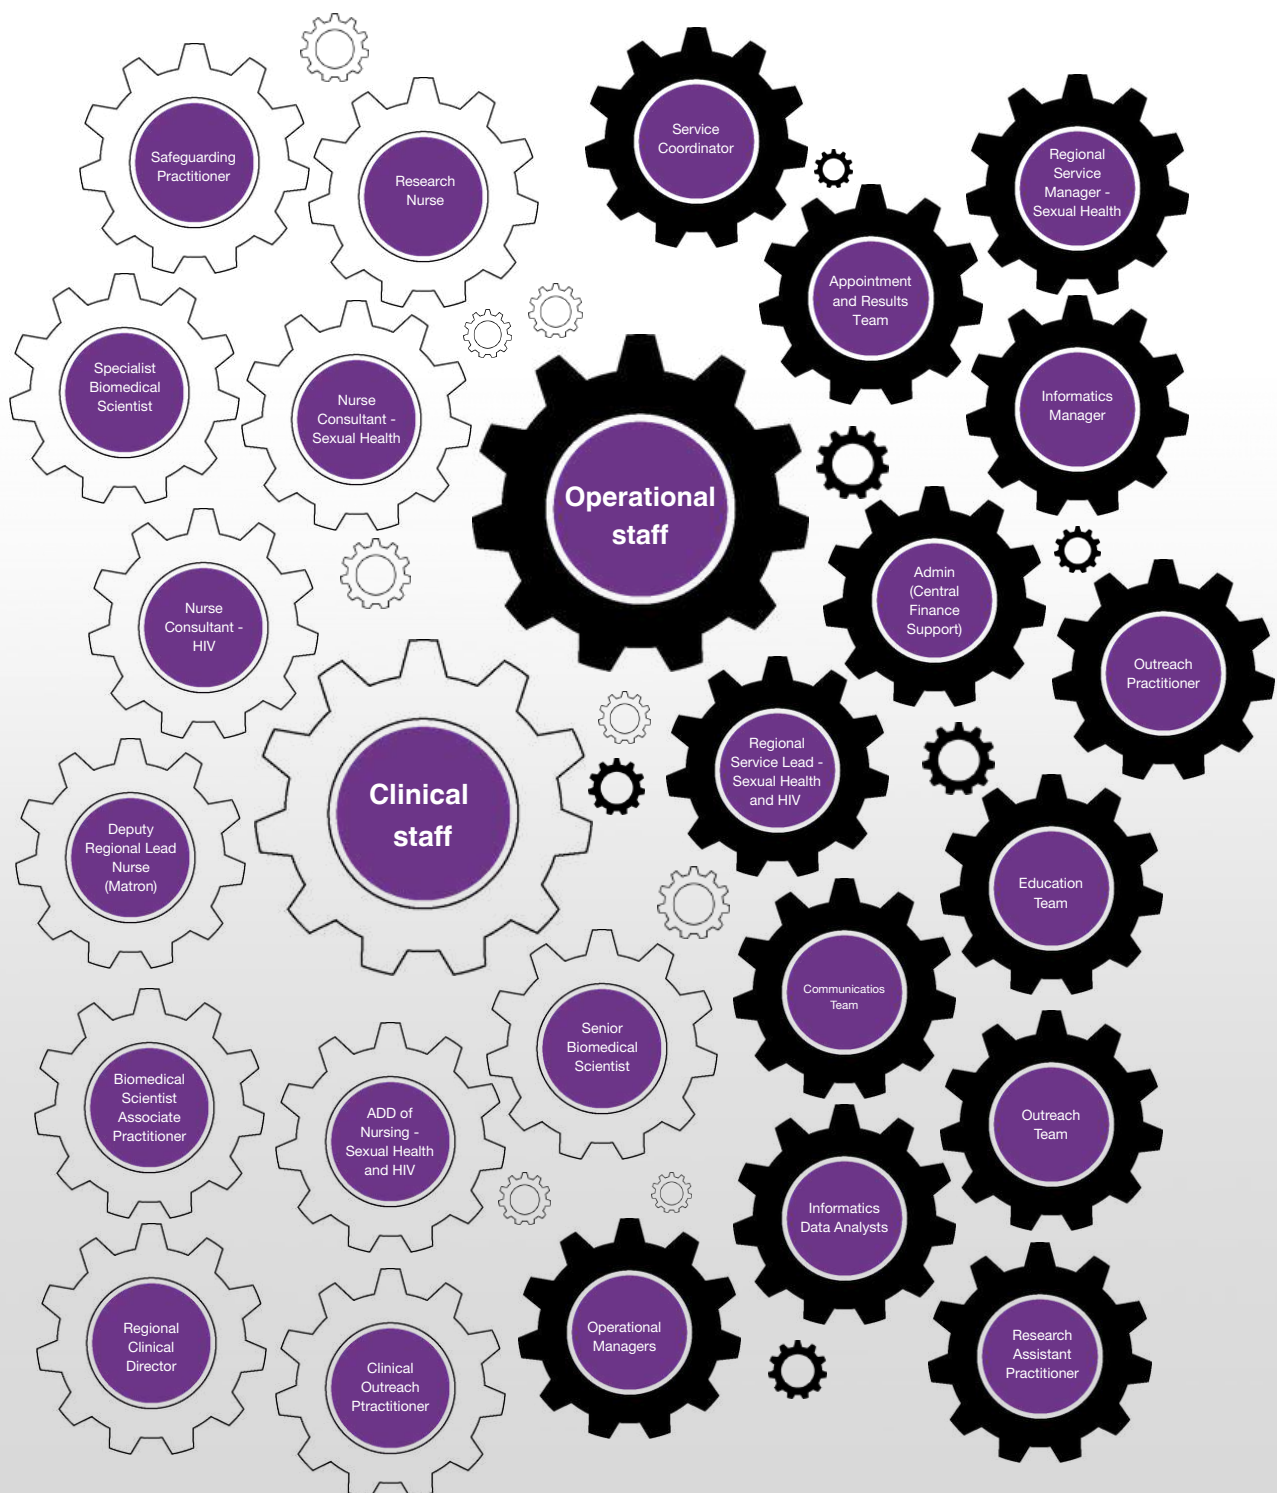 Safeguarding
Practitioner
Research
Nurse
Service
Coordinator
Regional
Service
Manager -
Sexual Health
Appointment
and Results
Team
Specialist
Biomedical
Scientist
Nurse
Consultant -
Sexual Health
Informatics
Manager
Operational
staff
Nurse
Consultant -
HIV
Admin
(Central
Finance
Support)
Outreach
Practitioner
Clinical
staff
Regional
Service Lead -
Sexual Health
and HIV
Deputy
Regional Lead
Nurse
(Matron)
Education
Team
Communicatios
Team
Senior
Biomedical
Scientist
Biomedical
Scientist
Associate
Practitioner
ADD of
Nursing -
Sexual Health
and HIV
Outreach
Team
Informatics
Data Analysts
Regional
Clinical
Director
Clinical
Outreach
Ptractitioner
Operational
Managers
Research
Assistant
Practitioner